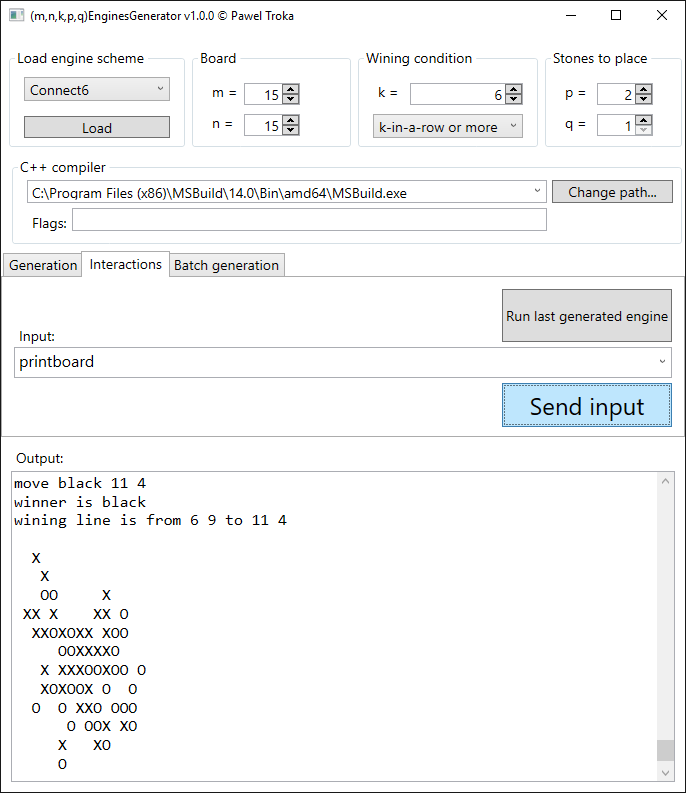 (m,n,k,p,q)EnginesGenerator v1.0.0 © Pawel Troka
Load engine scheme
Connect6
Load
Board
m = 15
n = 15
Wining condition
k = 6
k-in-a-row or more
Stones to place
p = 2
q = 1
C++ compiler
C:\Program Files (x86)\MSBuild\14.0\Bin\amd64\MSBuild.exe
Change path...
Flags:
Generation Interactions Batch generation
Run last generated engine
Input:
printboard
Send input
Output:
move black 11 4
winner is black
wining line is from 6 9 to 11 4
  X
   X
   OO     X
 XX X    XX O
  XXOXOXX XOO
     OOXXXXO
   X XXXOOXOO O
   XOXOOX O  O
  O  O XXO OOO
      O OOX XO
     X   XO
     O